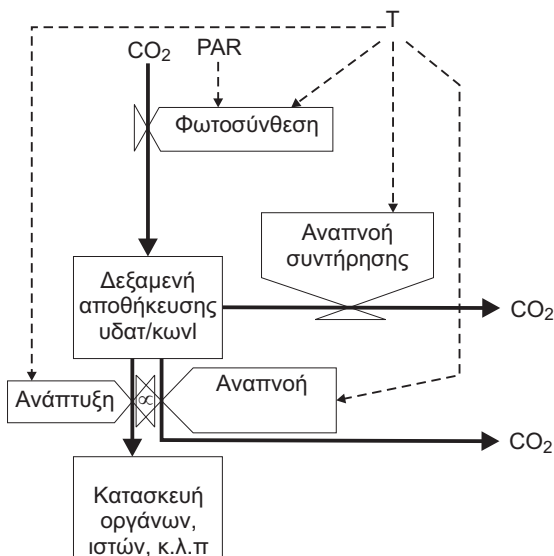 T
CO₂
PAR
Φωτοσύνθεση
Αναπνοή
συντήρησης
Δεξαμενή
αποθήκευσης
υδατ/κωνl
CO₂
Ανάπτυξη
∝
Αναπνοή
CO₂
Κατασκευή
οργάνων,
ιστών, κ.λ.π